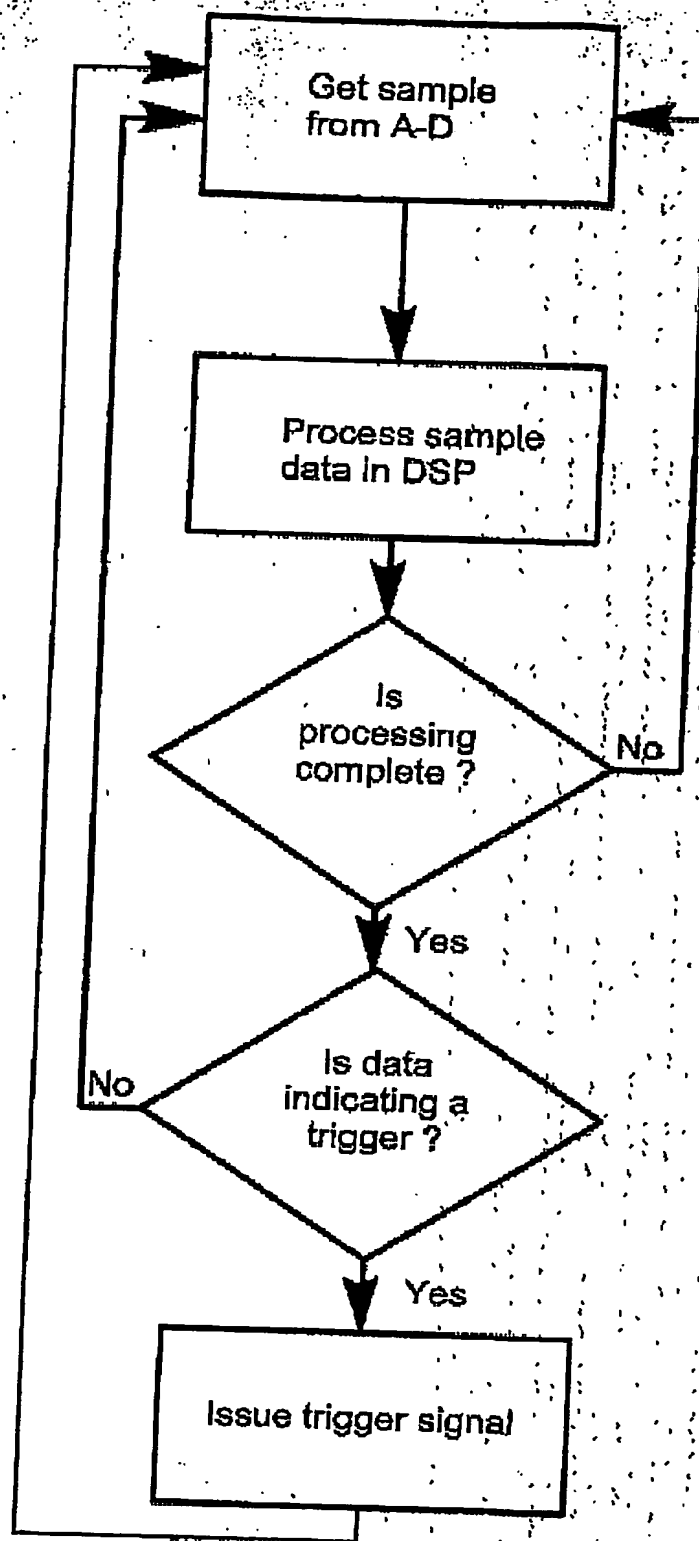 Get sample
from A-D
Process sample
data in DSP
Is
processing
complete ?
No
Yes
Is data
indicating a
trigger ?
No
Yes
Issue trigger signal